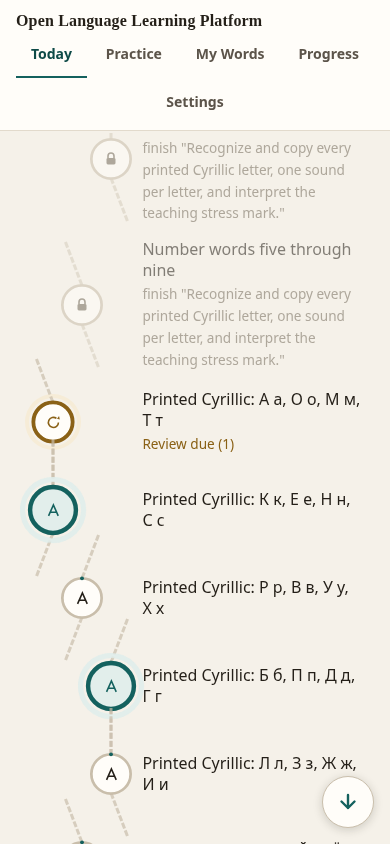 Open Language Learning Platform
Today Practice My Words Progress
Settings
finish "Recognize and copy every
printed Cyrillic letter, one sound
per letter, and interpret the
teaching stress mark."
Number words five through
nine
finish "Recognize and copy every
printed Cyrillic letter, one sound
per letter, and interpret the
teaching stress mark."
Printed Cyrillic: А а, О о, М м,
Т т
Review due (1)
Printed Cyrillic: К к, Е е, Н н,
С с
Printed Cyrillic: Р р, В в, У у,
Х х
Printed Cyrillic: Б б, П п, Д д,
Г г
Printed Cyrillic: Л л, З з, Ж ж,
И и